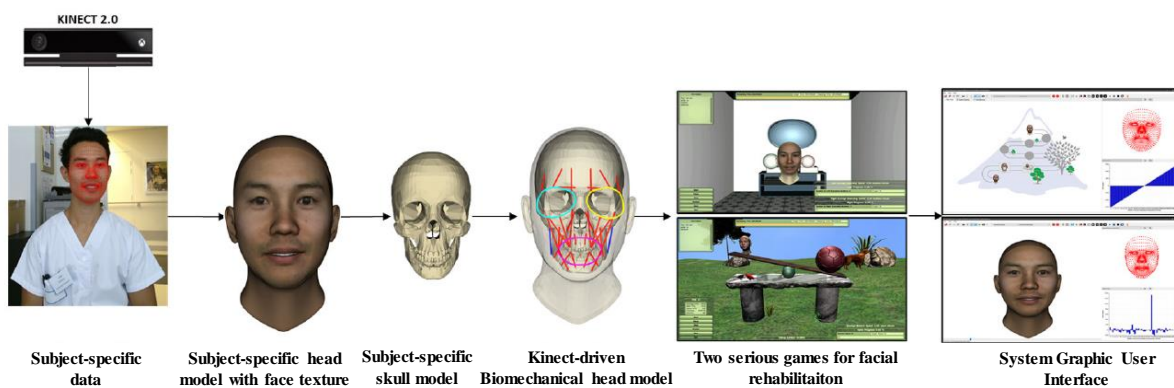 KINECT 2.0
Subject-specific
data
Subject-specific head
model with face texture
Subject-specific
skull model
Kinect-driven
Biomechanical head model
Two serious games for facial
rehabilitaiton
System Graphic User
Interface